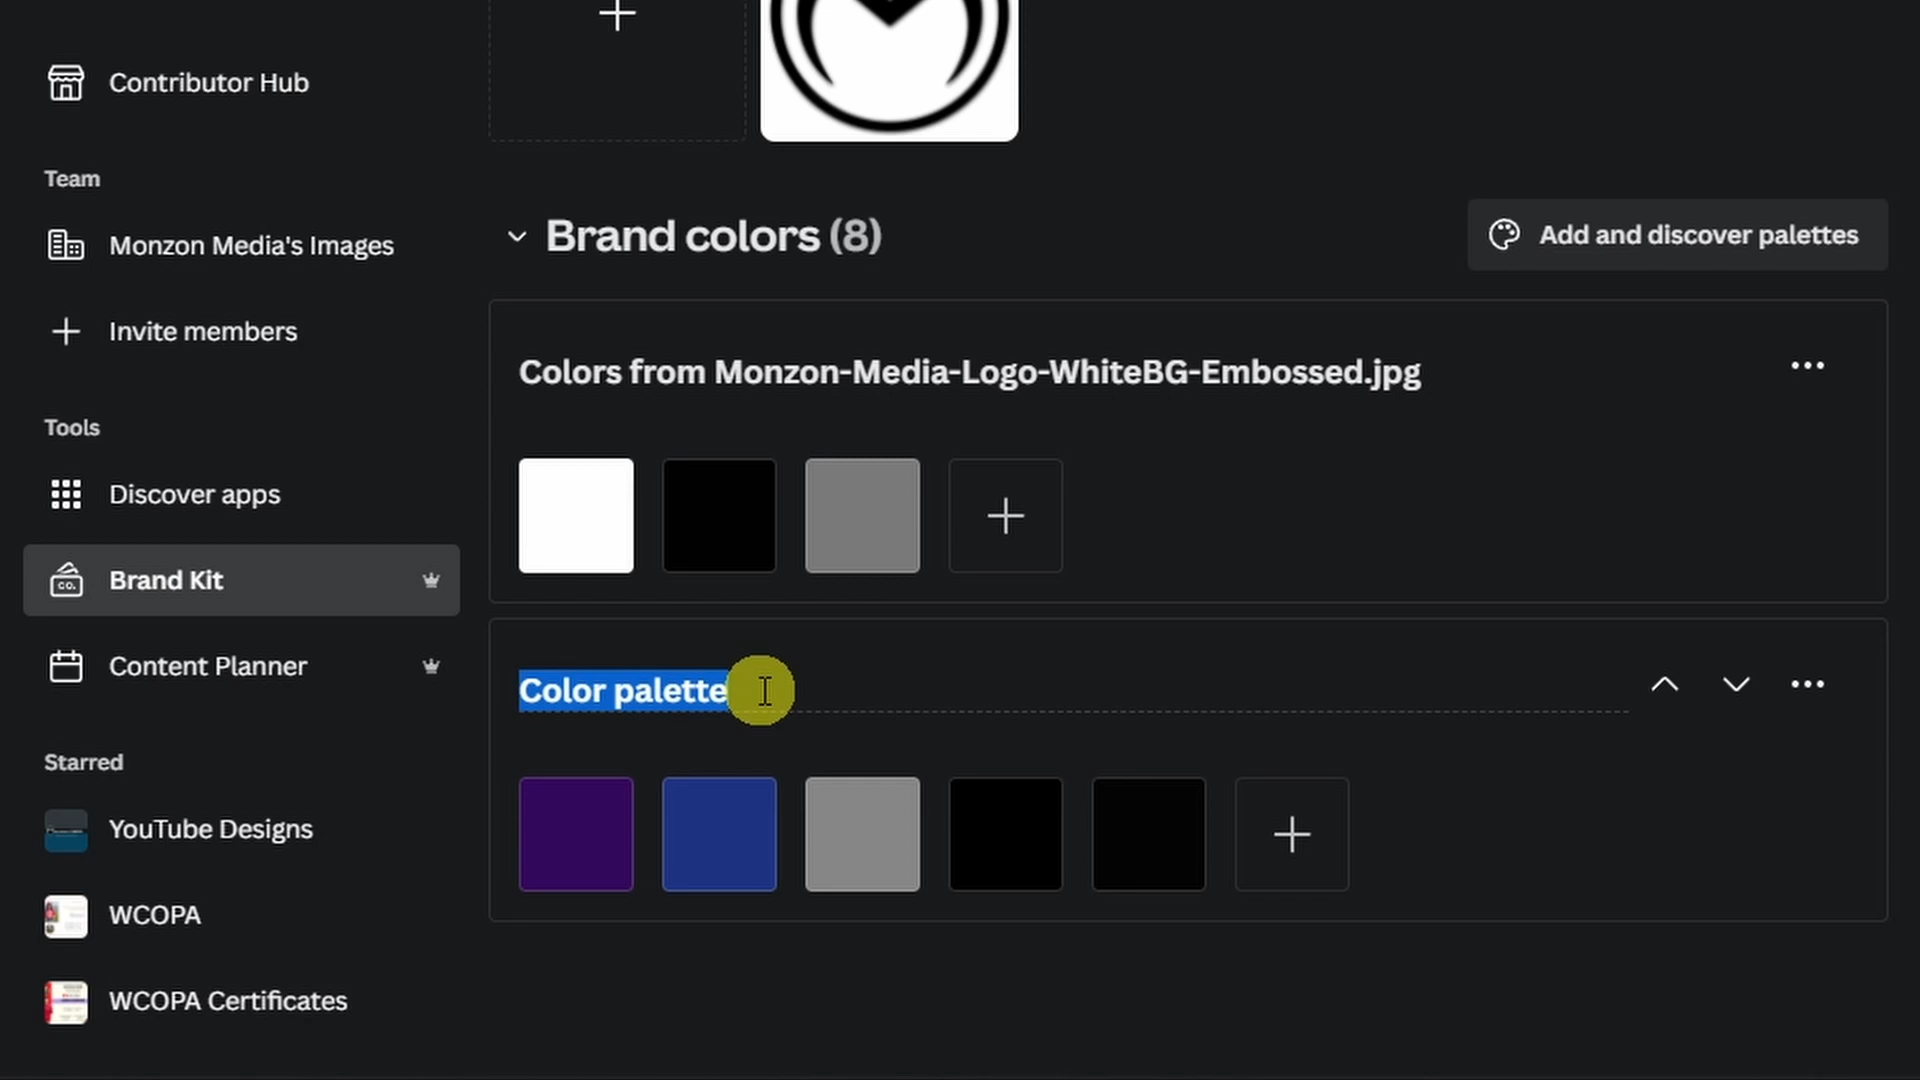 Contributor Hub
Team
Monzon Media's Images
Invite members
Tools
Discover apps
CO.
Brand Kit
Content Planner
Starred
YouTube Designs
WCOPA
WCOPA Certificates
Brand colors (8)
Add and discover palettes
Colors from Monzon-Media-Logo-WhiteBG-Embossed.jpg
Color palette